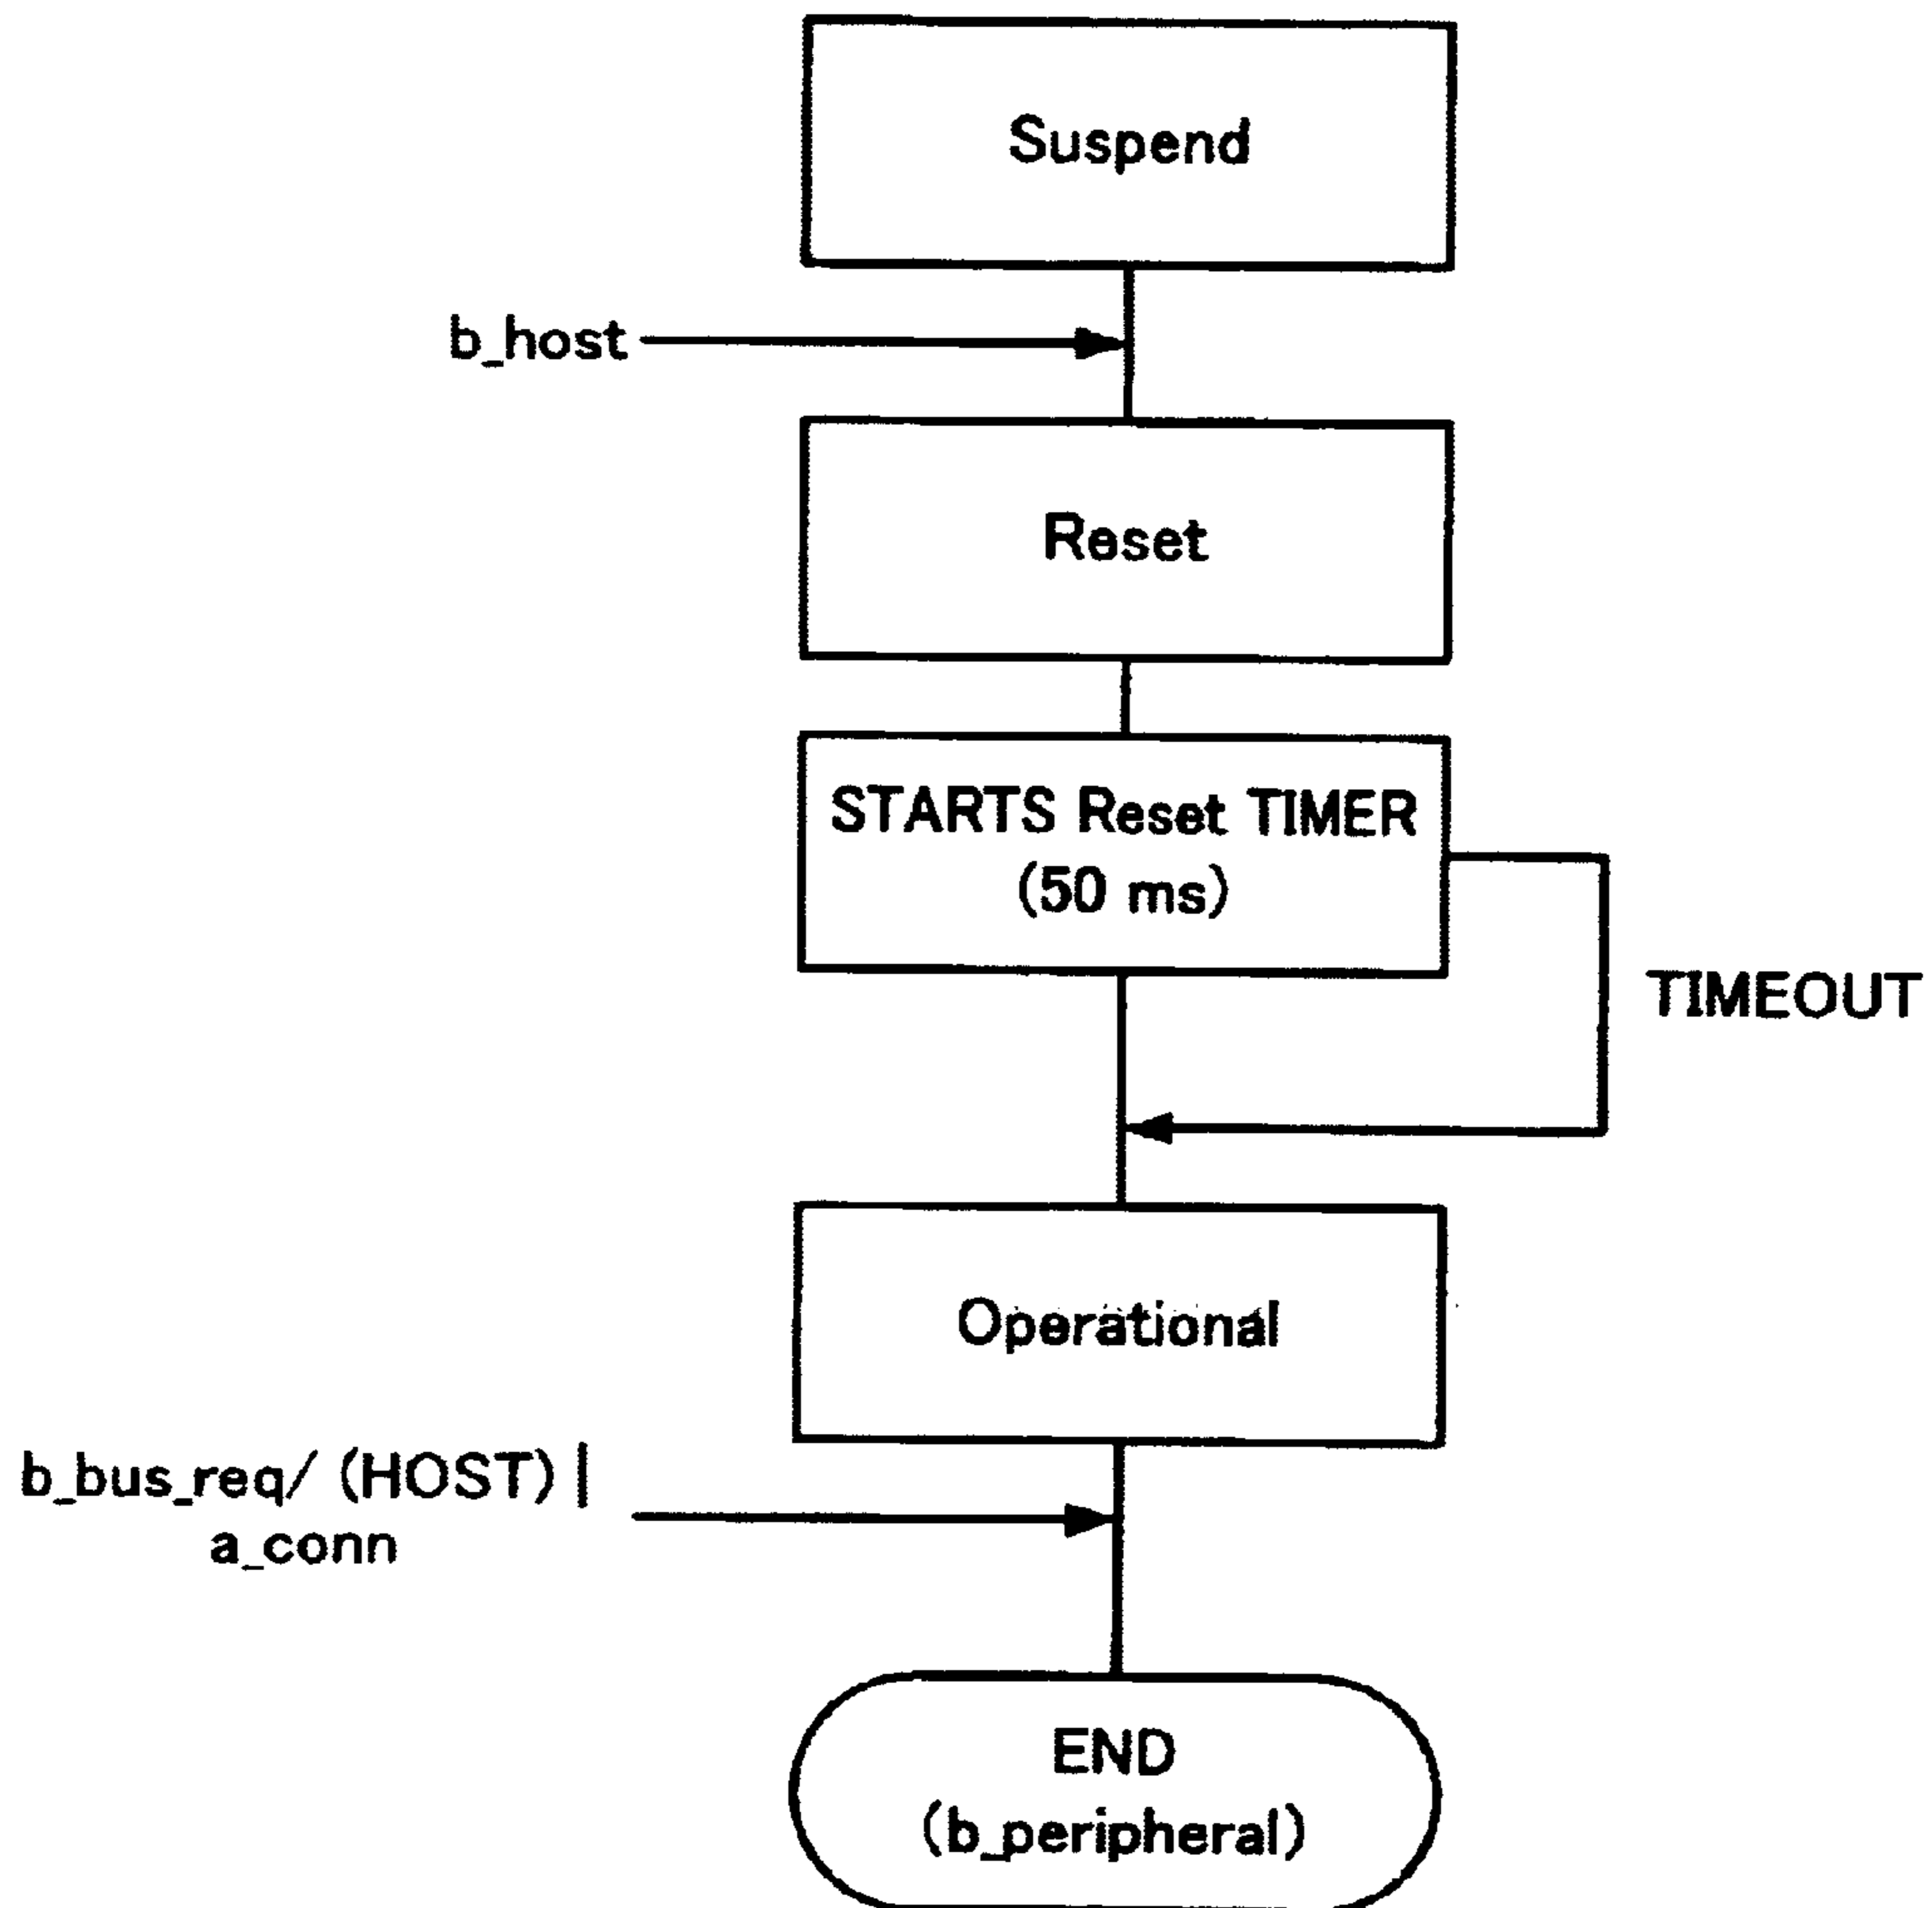 Suspend
b_host
Reset
STARTS Reset TIMER
(50 ms)
TIMEOUT
Operational
b_bus_req/ (HOST) |
a_conn
END
(b_peripheral)